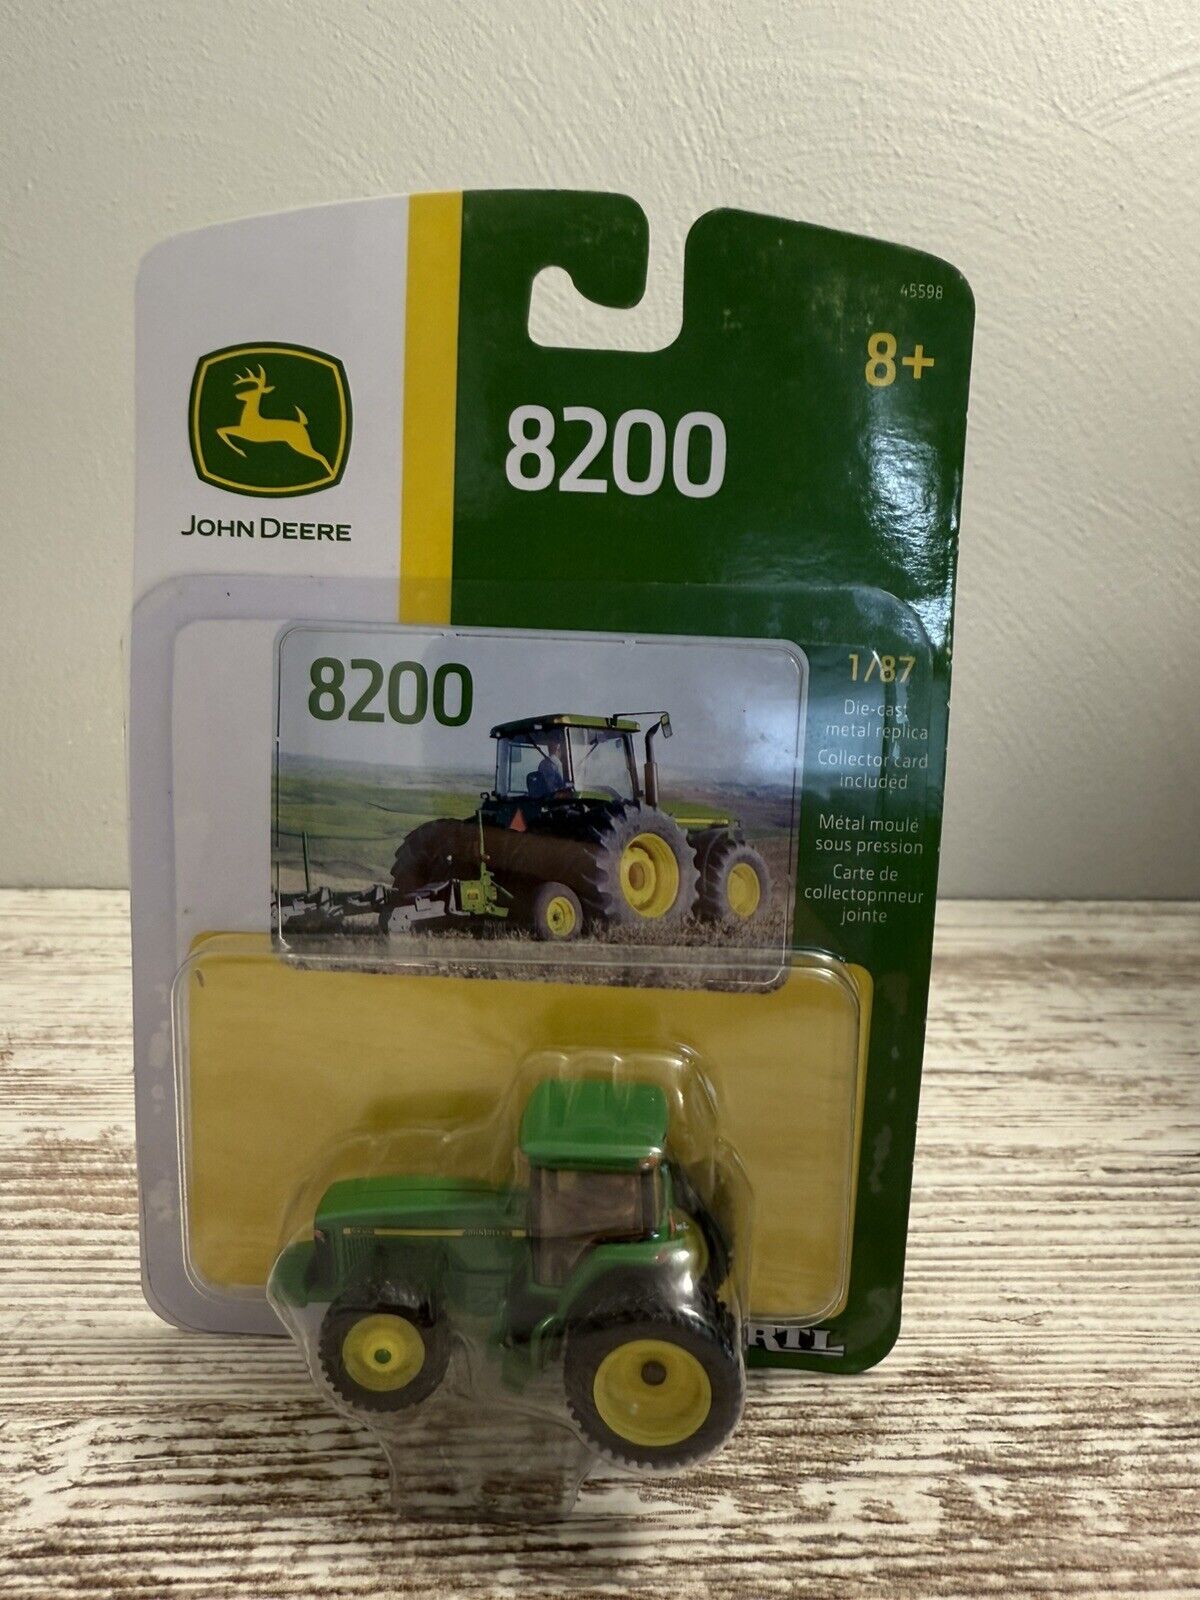 45598
8+
8200
JOHN DEERE
8200
1/87
Die-cast
metal replica
Collector card
included
Métal moulé
sous pression
Carte de
collectopnneur
jointe
RTL